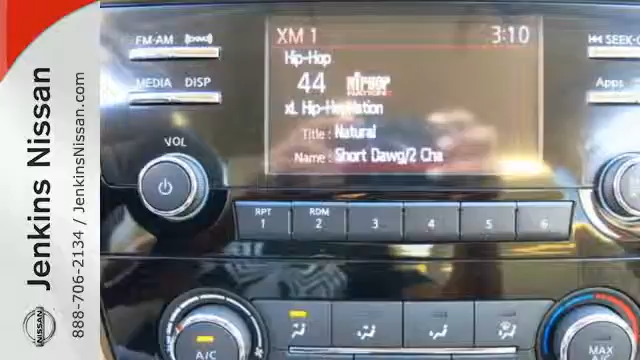 Jenkins Nissan
888-706-2134 / JenkinsNissan.com
NISSAN
FM-AM
MEDIA DISP
VOL
XM 1 3:10
Hip-Hop
44 HipHop NATION
xL Hip-HopNation
Title : Natural
Name : Short Dawg/2 Cha
SEEK
Apps
RPT RDM
1 2 3 4 5 6
A/C
MAX
A/C